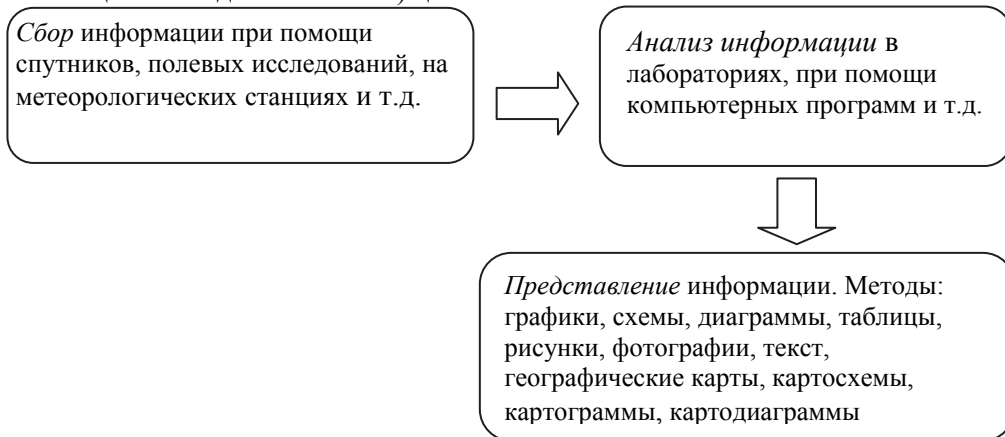 Сбор информации при помощи
спутников, полевых исследований, на
метеорологических станциях и т.д.
Анализ информации в
лабораториях, при помощи
компьютерных программ и т.д.
Представление информации. Методы:
графики, схемы, диаграммы, таблицы,
рисунки, фотографии, текст,
географические карты, картосхемы,
картограммы, картодиаграммы